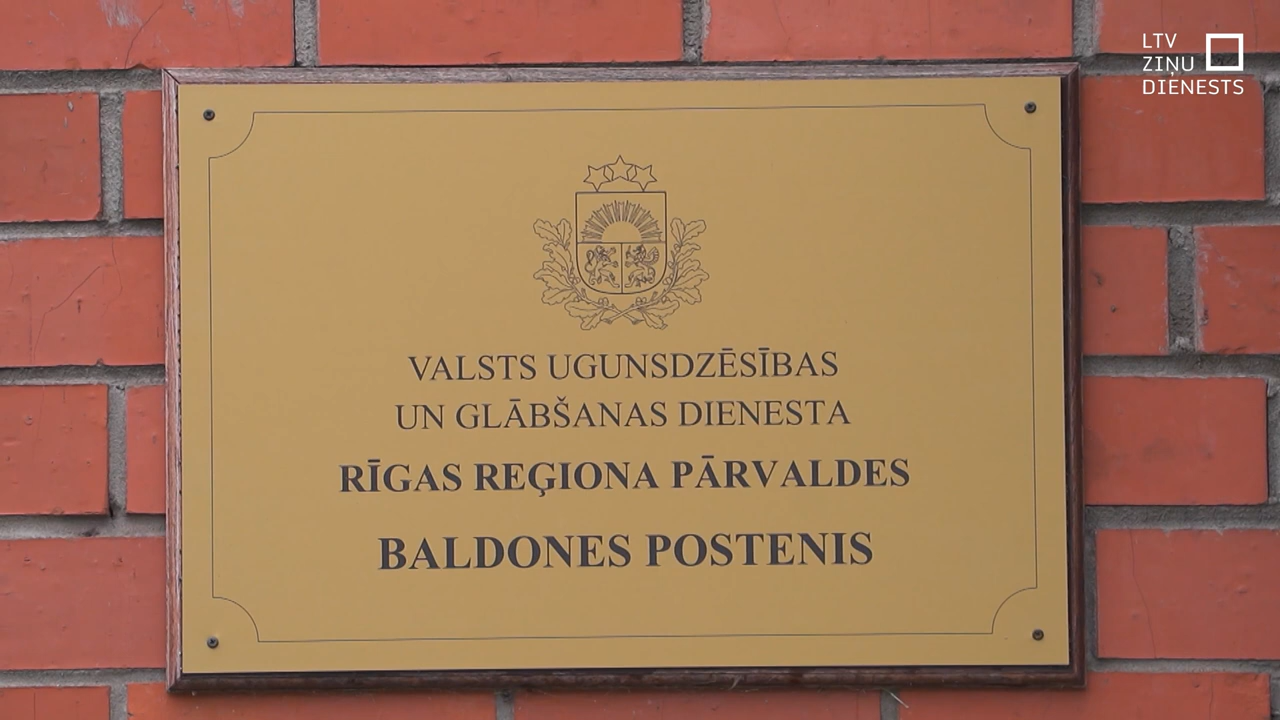 LTV
ZIŅU
DIENESTS
VALSTS UGUNSDZĒSĪBAS
UN GLĀBŠANAS DIENESTA
RĪGAS REĢIONA PĀRVALDES
BALDONES POSTENIS